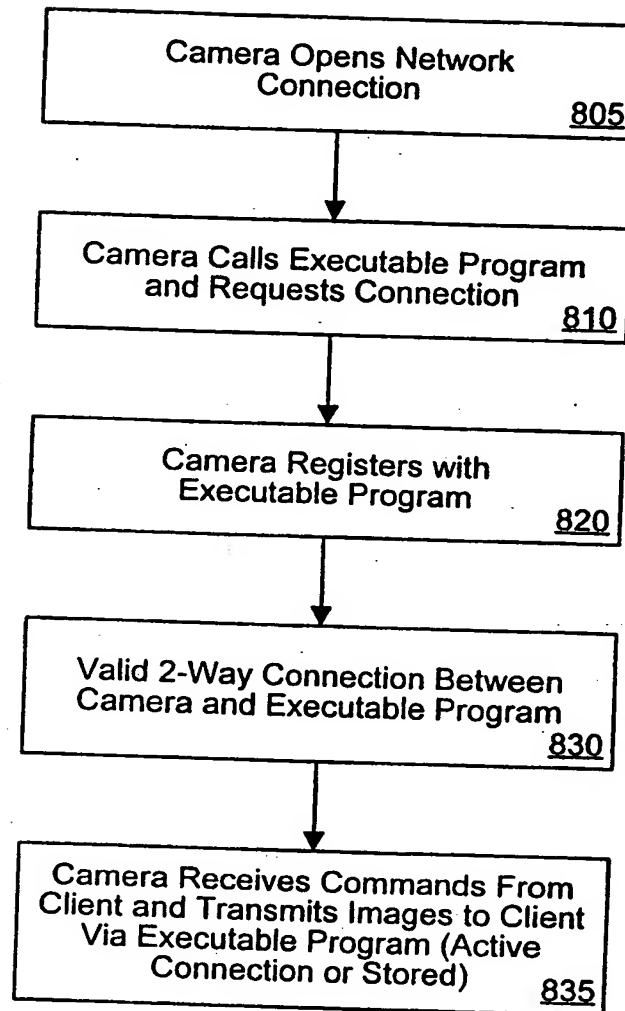 Camera Opens Network
Connection
805
Camera Calls Executable Program
and Requests Connection
810
Camera Registers with
Executable Program
820
Valid 2-Way Connection Between
Camera and Executable Program
830
Camera Receives Commands From
Client and Transmits Images to Client
Via Executable Program (Active
Connection or Stored)
835